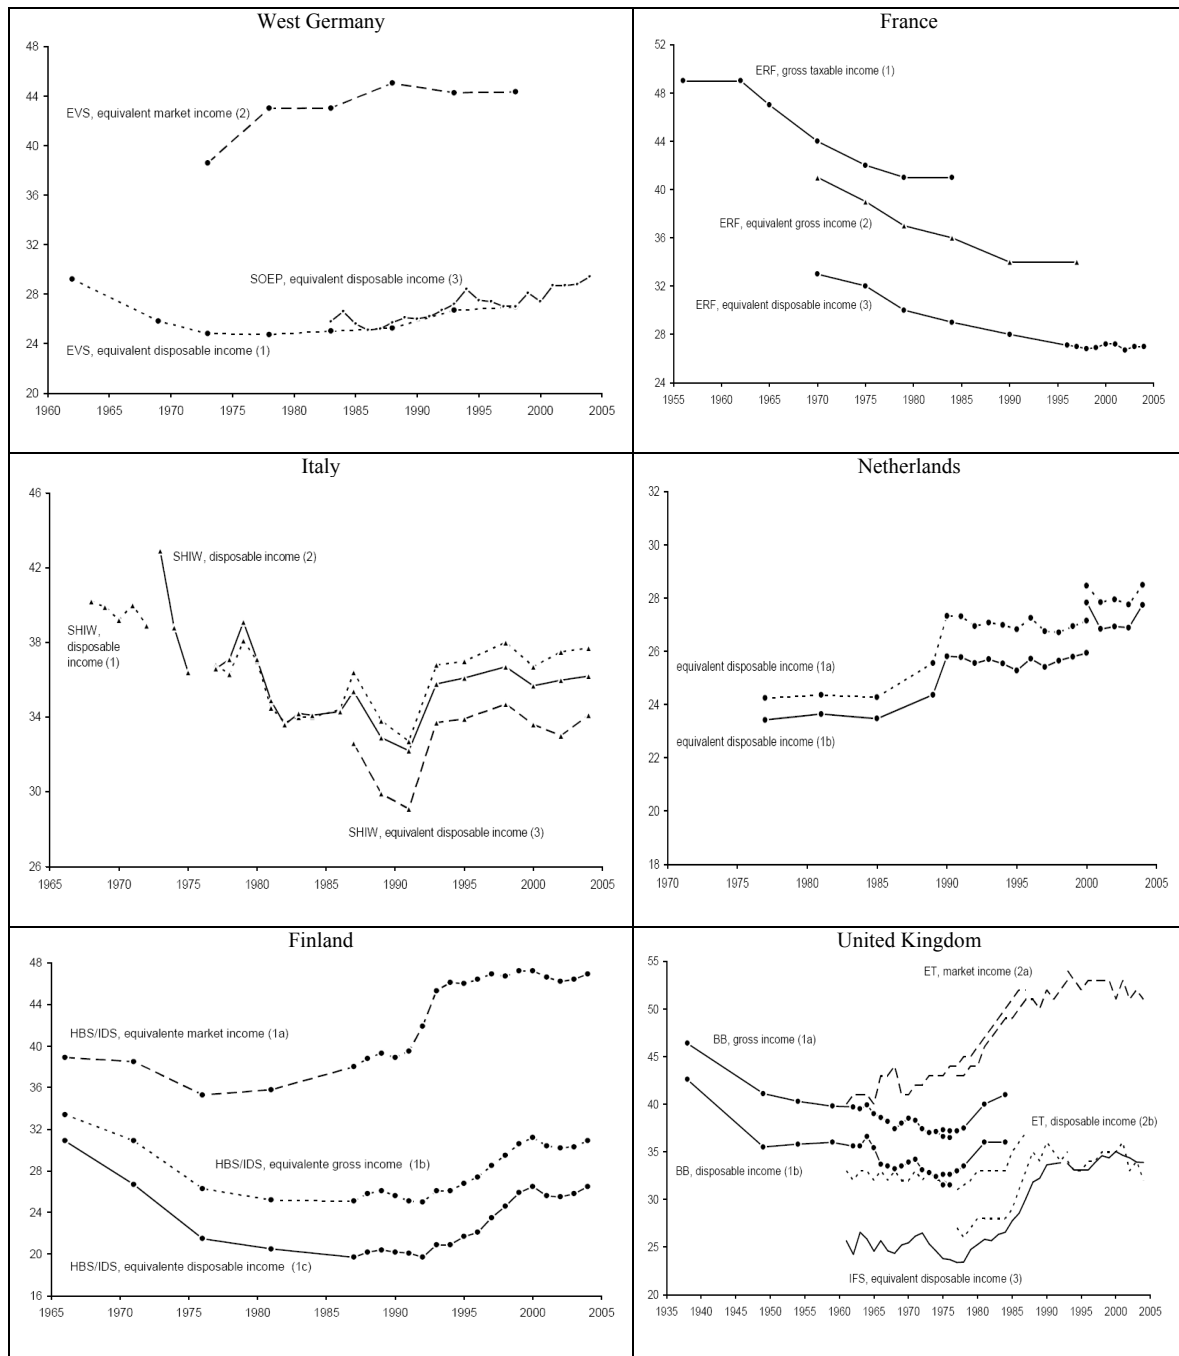 West Germany
48
44
40
36
32
28
24
20
EVS, equivalent market income (2)
SOEP, equivalent disposable income (3)
EVS, equivalent disposable income (1)
1960 1965 1970 1975 1980 1985 1990 1995 2000 2005
France
52
48
44
40
36
32
28
24
ERF, gross taxable income (1)
ERF, equivalent gross income (2)
ERF, equivalent disposable income (3)
1955 1960 1965 1970 1975 1980 1985 1990 1995 2000 2005
Italy
46
42
38
34
30
26
SHIW, disposable income (2)
SHIW,
disposable
income (1)
SHIW, equivalent disposable income (3)
1965 1970 1975 1980 1985 1990 1995 2000 2005
Netherlands
32
30
28
26
24
22
20
18
equivalent disposable income (1a)
equivalent disposable income (1b)
1970 1975 1980 1985 1990 1995 2000 2005
Finland
48
44
40
36
32
28
24
20
16
HBS/IDS, equivalente market income (1a)
HBS/IDS, equivalente gross income (1b)
HBS/IDS, equivalente disposable income (1c)
1965 1970 1975 1980 1985 1990 1995 2000 2005
United Kingdom
55
50
45
40
35
30
25
20
ET, market income (2a)
BB, gross income (1a)
ET, disposable income (2b)
BB, disposable income (1b)
IFS, equivalent disposable income (3)
1935 1940 1945 1950 1955 1960 1965 1970 1975 1980 1985 1990 1995 2000 2005